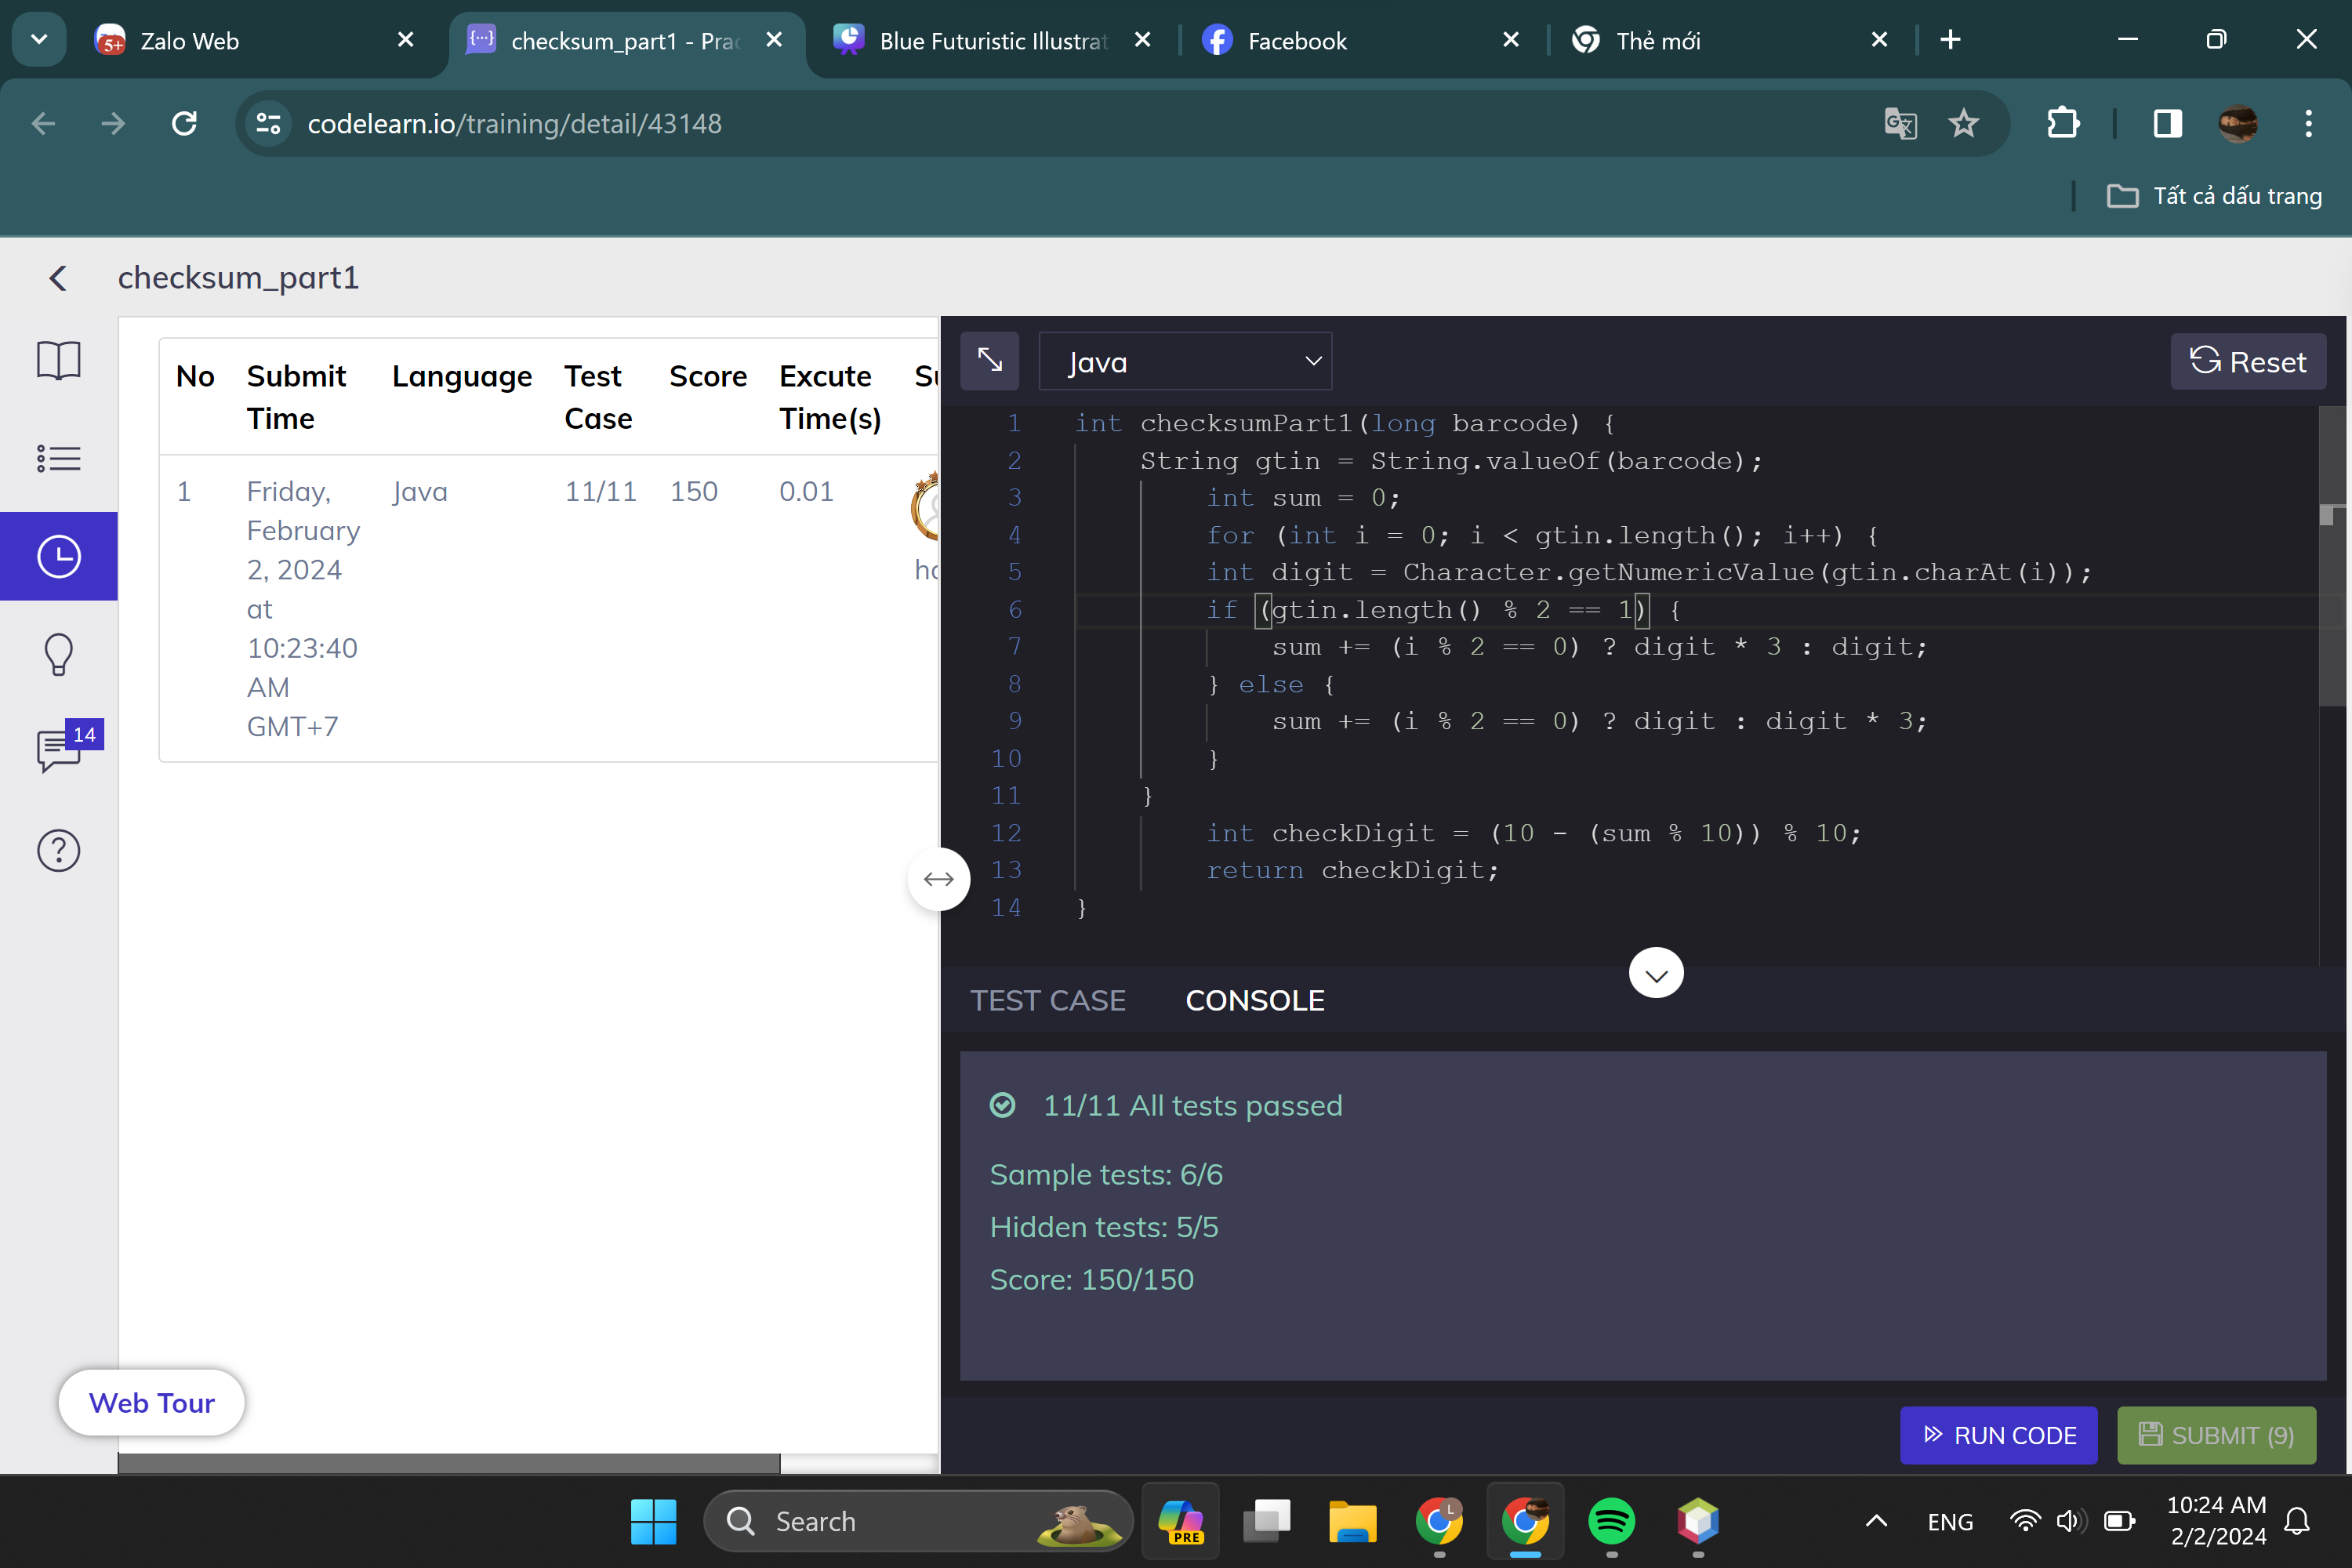 Zalo Web
checksum_part1 - Prac
Blue Futuristic Illustrat
Facebook
Thẻ mới
5+
codelearn.io/training/detail/43148
Tất cả dấu trang
checksum_part1
No Submit Time Language Test Case Score Excute Time(s) Su
1 Friday, February 2, 2024 at 10:23:40 AM GMT+7 Java 11/11 150 0.01
14
Web Tour
Java
Reset
1 int checksumPart1(long barcode) {
2 String gtin = String.valueOf(barcode);
3 int sum = 0;
4 for (int i = 0; i < gtin.length(); i++) {
5 int digit = Character.getNumericValue(gtin.charAt(i));
6 if (gtin.length() % 2 == 1) {
7 sum += (i % 2 == 0) ? digit * 3 : digit;
8 } else {
9 sum += (i % 2 == 0) ? digit : digit * 3;
10 }
11 }
12 int checkDigit = (10 - (sum % 10)) % 10;
13 return checkDigit;
14 }
TEST CASE CONSOLE
11/11 All tests passed
Sample tests: 6/6
Hidden tests: 5/5
Score: 150/150
RUN CODE
SUBMIT (9)
Search
PRE
L
ENG
10:24 AM
2/2/2024